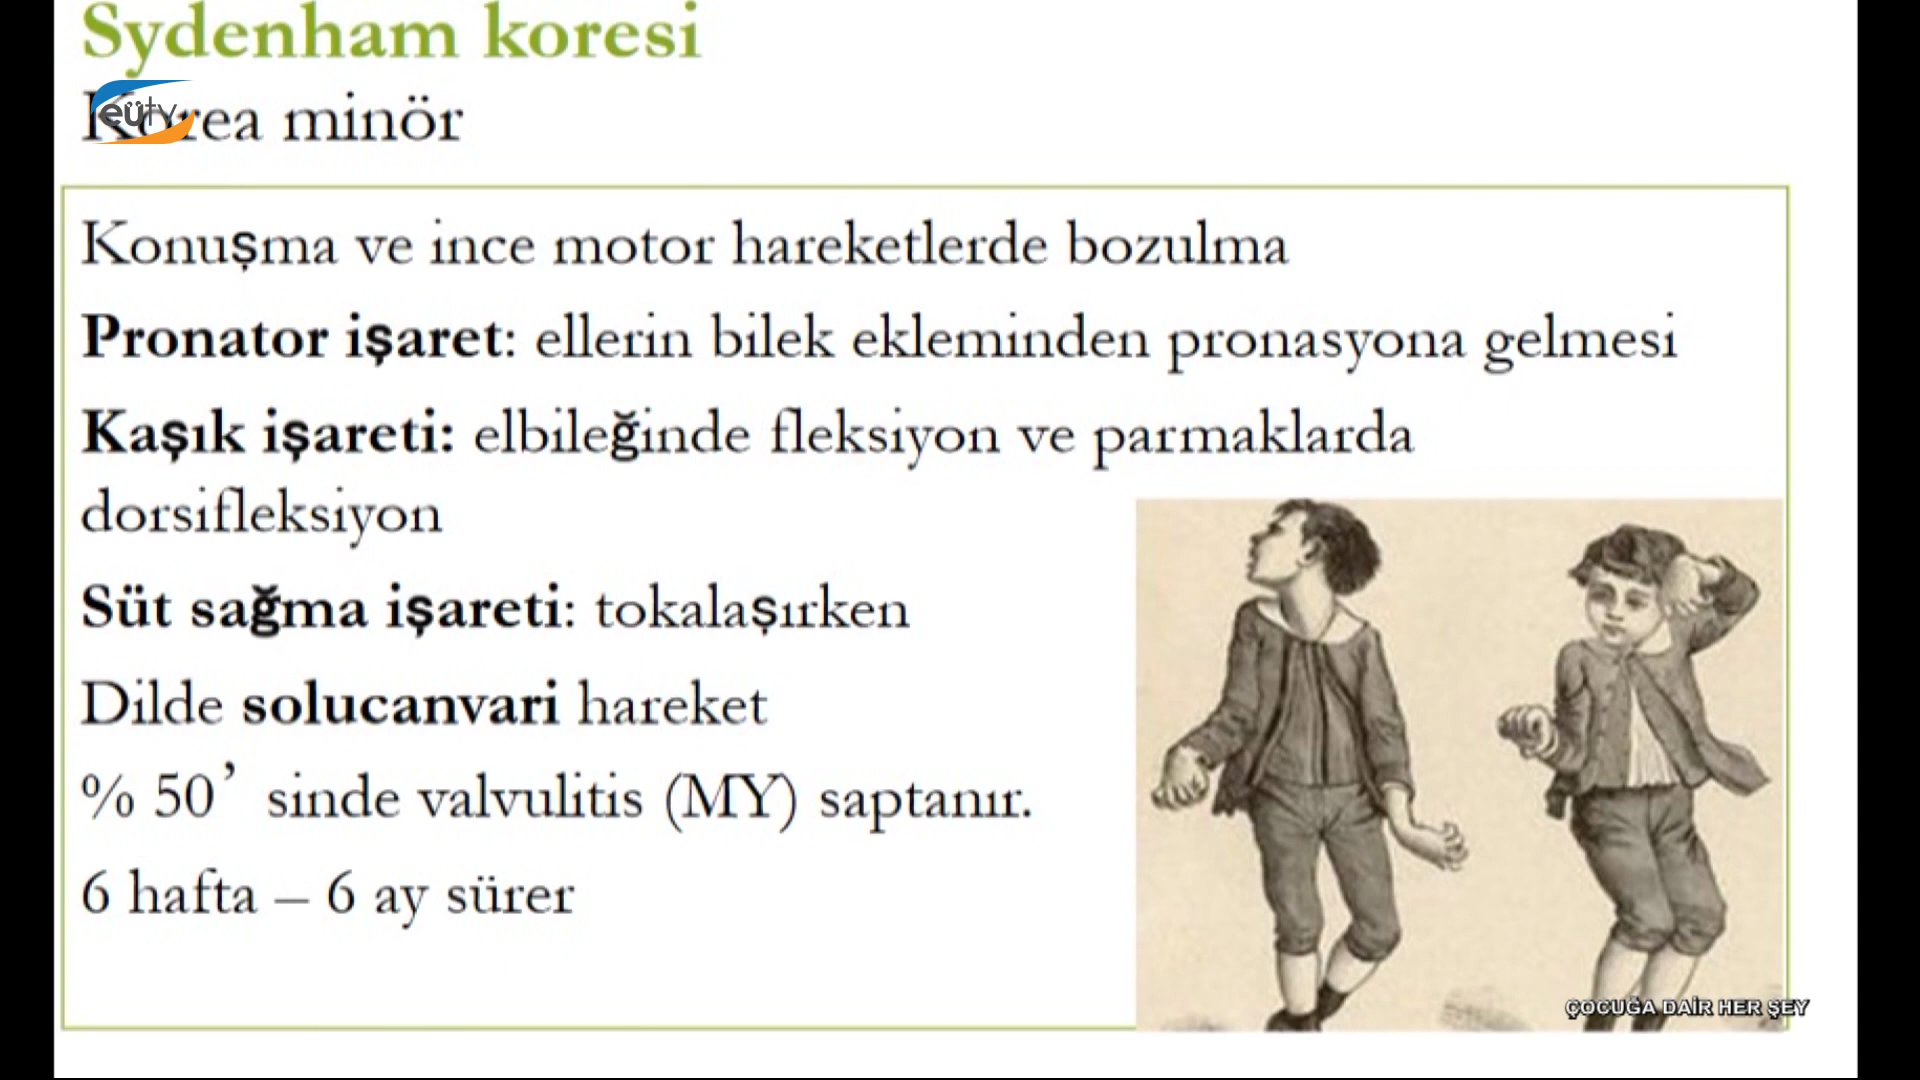 Sydenham koresi
Korea minör
eütv
Konuşma ve ince motor hareketlerde bozulma
Pronator işaret: ellerin bilek ekleminden pronasyona gelmesi
Kaşık işareti: elbileğinde fleksiyon ve parmaklarda
dorsifleksiyon
Süt sağma işareti: tokalaşırken
Dilde solucanvari hareket
% 50’ sinde valvulitis (MY) saptanır.
6 hafta – 6 ay sürer
ÇOCUĞA DAİR HER ŞEY